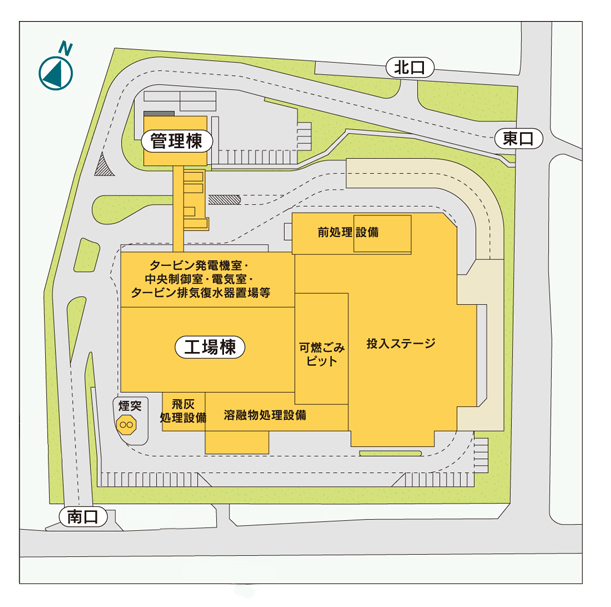 N
北口
東口
管理棟
前処理設備
タービン発電機室・
中央制御室・電気室・
タービン排気復水器置場等
工場棟
可燃ごみ
ピット
投入ステージ
煙突
飛灰
処理設備
溶融物処理設備
南口